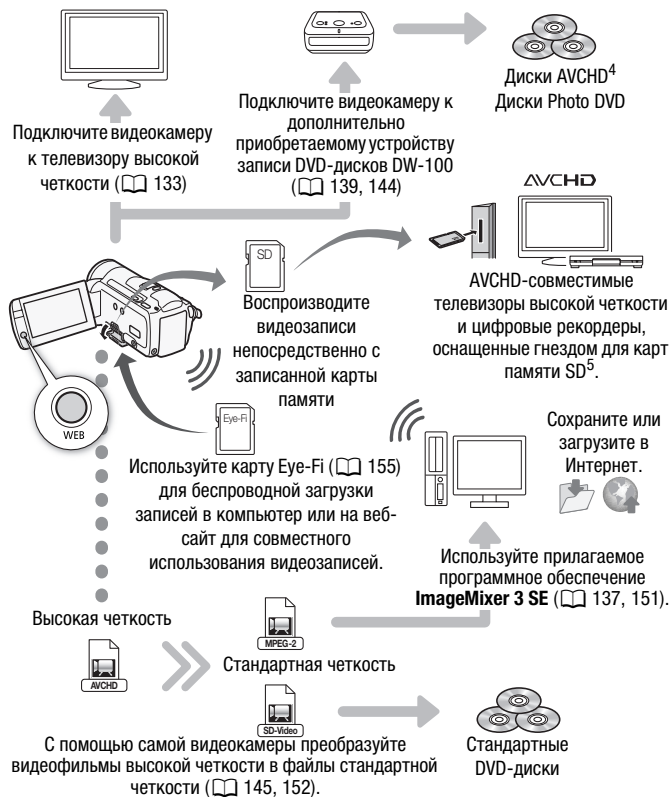 Диски AVCHD4
Диски Photo DVD
Подключите видеокамеру
к телевизору высокой
четкости (133)
Подключите видеокамеру к
дополнительно
приобретаемому устройству
записи DVD-дисков DW-100
(139, 144)
AVCHD
AVCHD-совместимые
телевизоры высокой четкости
и цифровые рекордеры,
оснащенные гнездом для карт
памяти SD5.
SD
Воспроизводите
видеозаписи
непосредственно с
записанной карты
памяти
WEB
Eye-Fi
Используйте карту Eye-Fi (155)
для беспроводной загрузки
записей в компьютер или на веб-
сайт для совместного
использования видеозаписей.
Сохраните или
загрузите в
Интернет.
Используйте прилагаемое
программное обеспечение
ImageMixer 3 SE (137, 151).
Высокая четкость
AVCHD
MPEG-2
Стандартная четкость
SD-Video
С помощью самой видеокамеры преобразуйте
видеофильмы высокой четкости в файлы стандартной
четкости (145, 152).
Стандартные
DVD-диски